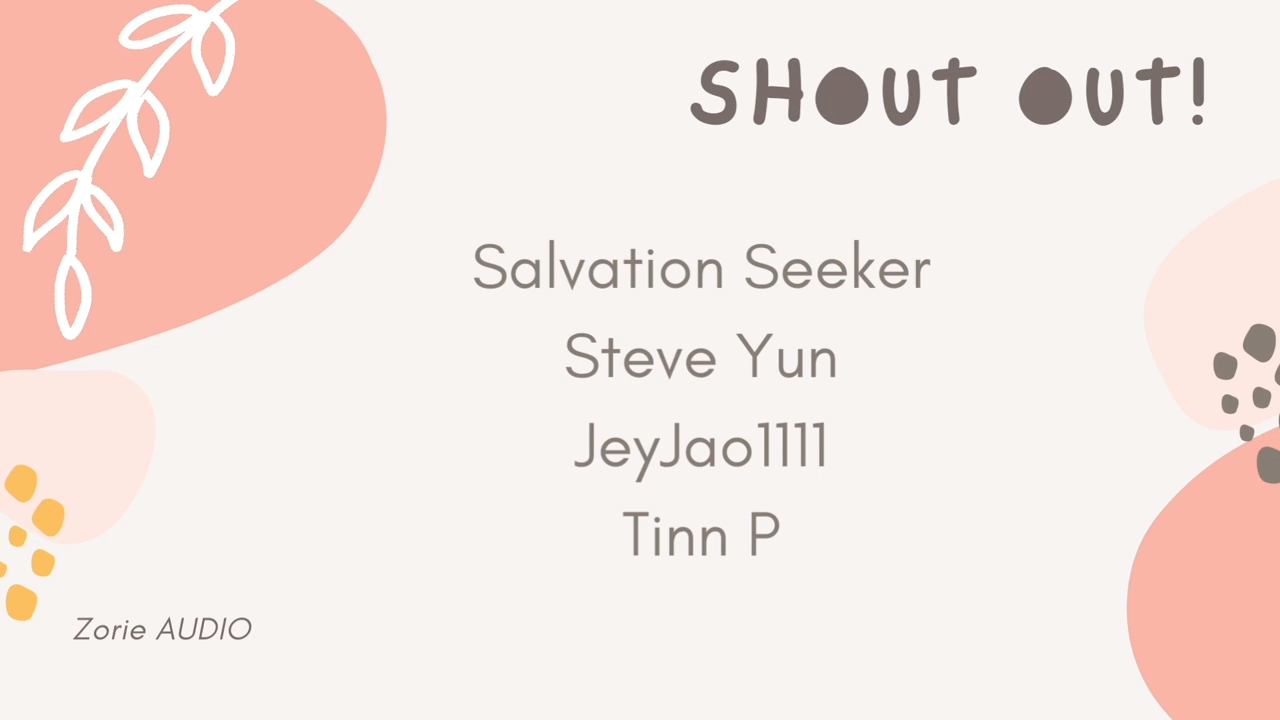 SHOUT OUT!
Salvation Seeker
Steve Yun
JeyJao1111
Tinn P
Zorie AUDIO